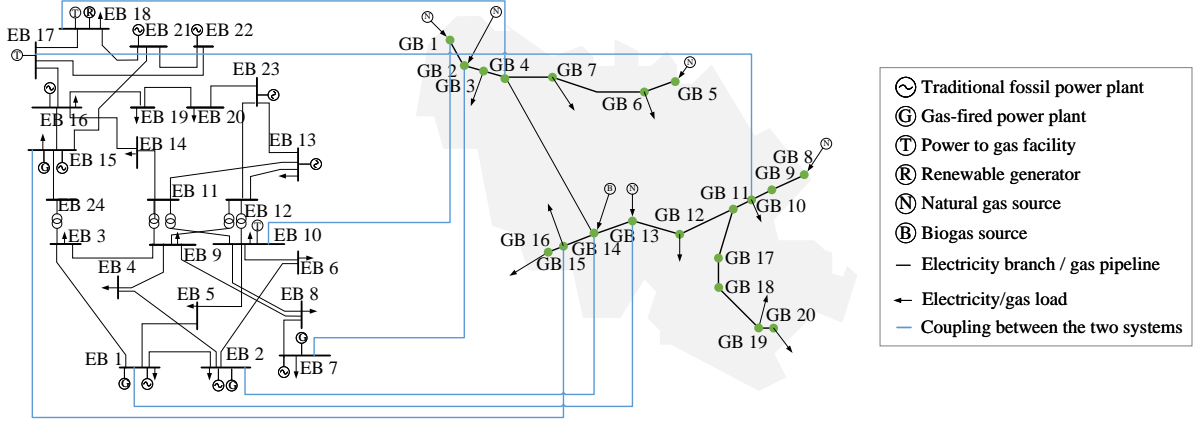 EB 18
T
R
EB 17
T
EB 21
EB 22
EB 23
EB 16
EB 19
EB 20
EB 13
EB 15
G
EB 14
EB 11
EB 24
EB 12
T
EB 3
EB 9
EB 10
EB 4
EB 6
EB 5
EB 8
G
EB 1
G
EB 2
G
EB 7
N
N
GB 1
GB 2
GB 3
GB 4
GB 7
N
GB 6
GB 5
N
GB 8
GB 9
GB 11
GB 10
B
N
GB 12
GB 13
GB 16
GB 14
GB 15
GB 17
GB 18
GB 20
GB 19
Traditional fossil power plant
G Gas-fired power plant
T Power to gas facility
R Renewable generator
N Natural gas source
B Biogas source
Electricity branch / gas pipeline
Electricity/gas load
Coupling between the two systems